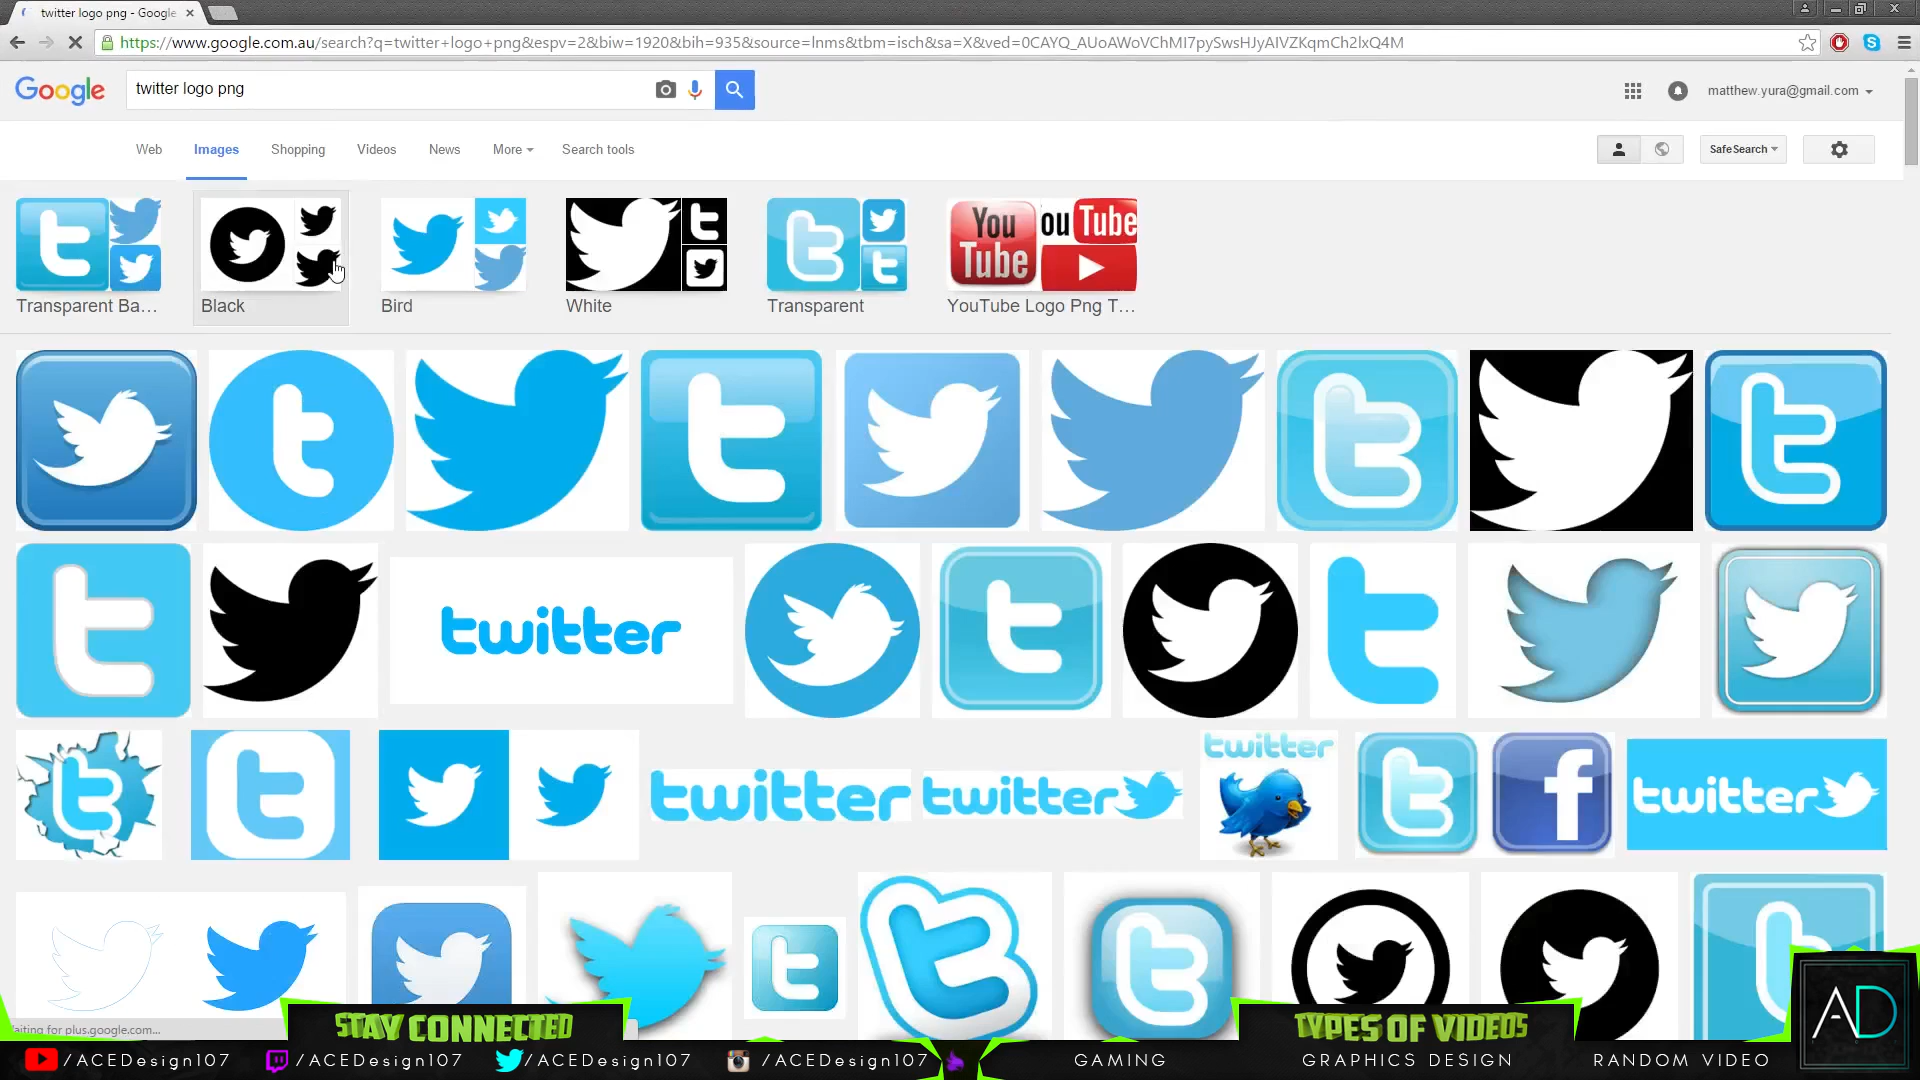 twitter logo png - Google
https://www.google.com.au/search?q=twitter+logo+png&espv=2&biw=1920&bih=935&source=lnms&tbm=isch&sa=X&ved=0CAYQ_AUoAWoVChMI7pySwsHJyAIVZKqmCh2lxQ4M
Google
twitter logo png
matthew.yura@gmail.com
Web
Images
Shopping
Videos
News
More
Search tools
SafeSearch
You Tube
ou Tube
Transparent Ba...
Black
Bird
White
Transparent
YouTube Logo Png T...
twitter
twitter
twitter
twitter
twitter
aiting for plus.google.com...
STAY CONNECTED
TYPES OF VIDEOS
AD
/ACEDesign107
/ACEDesign107
/ACEDesign107
/ACEDesign107
GAMING
GRAPHICS DESIGN
RANDOM VIDEO